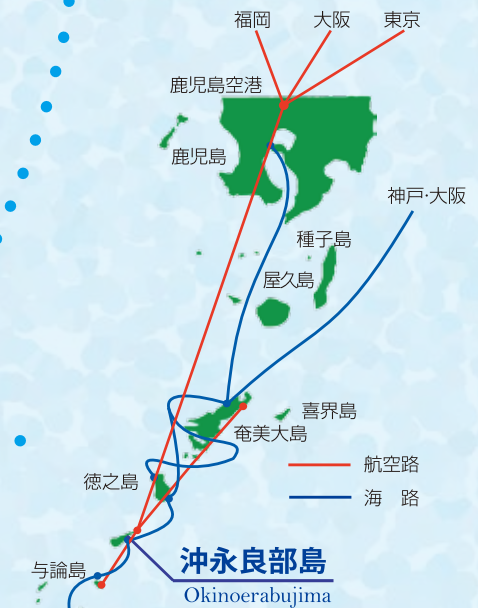 福岡
大阪
東京
鹿児島空港
鹿児島
神戸・大阪
種子島
屋久島
喜界島
奄美大島
航空路
徳之島
海　路
沖永良部島
与論島
Okinoerabujima